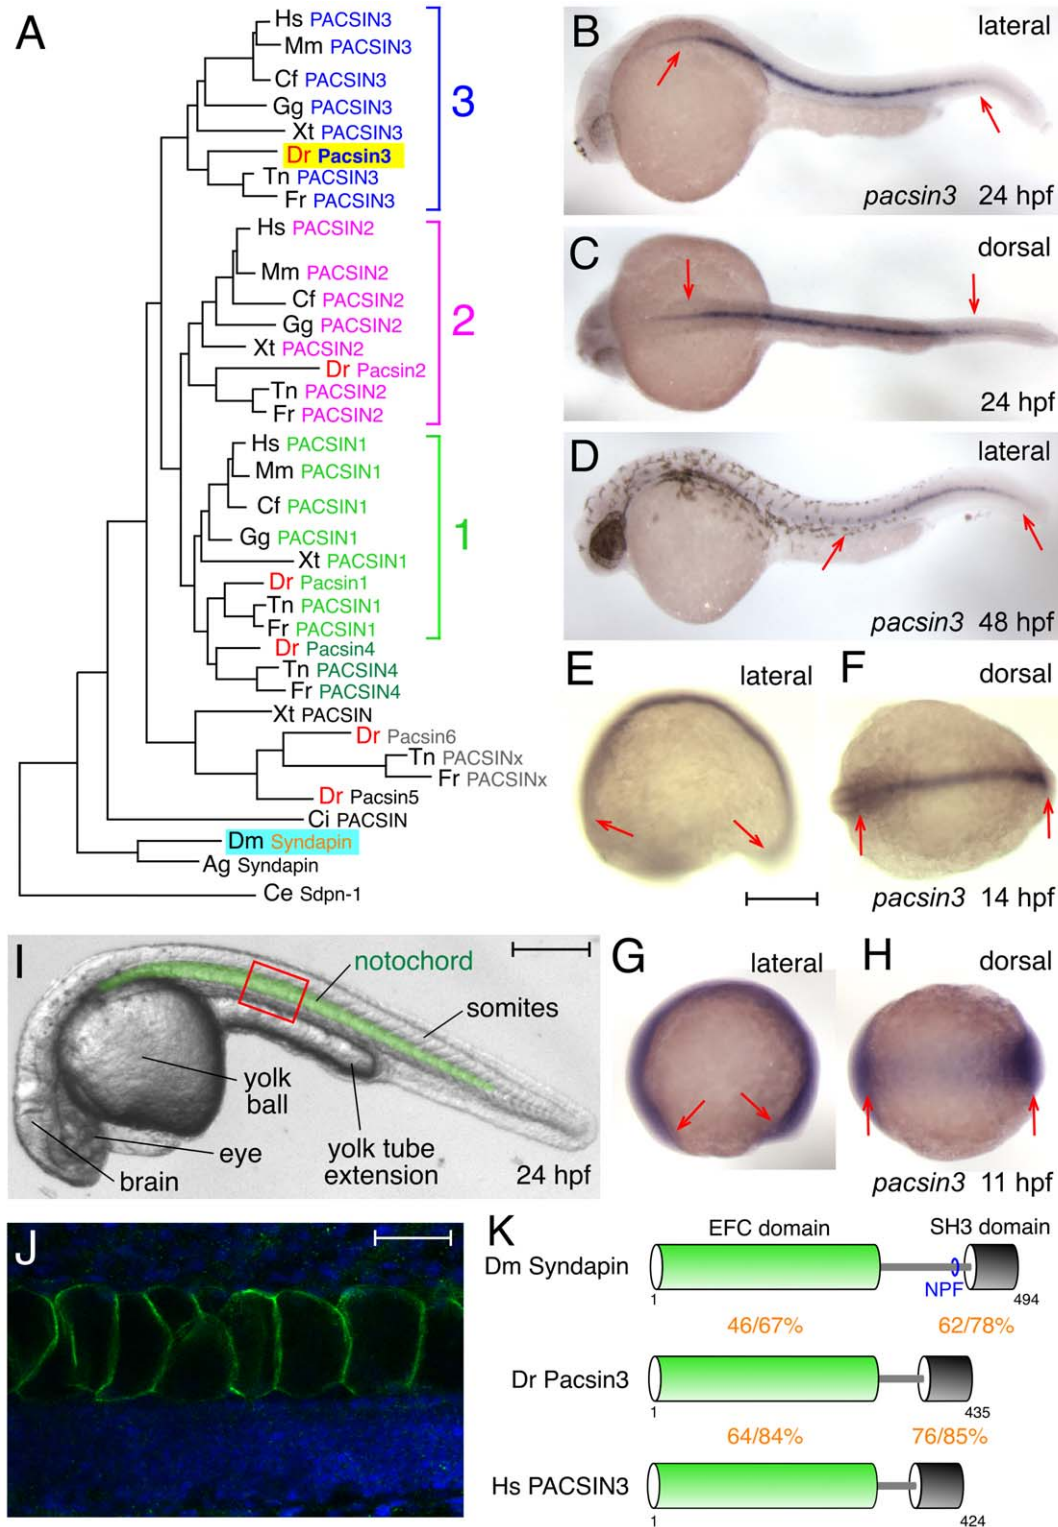 A
Hs PACSIN3
Mm PACSIN3
Cf PACSIN3
Gg PACSIN3
Xt PACSIN3
Dr Pacsin3
Tn PACSIN3
Fr PACSIN3
3
Hs PACSIN2
Mm PACSIN2
Cf PACSIN2
Gg PACSIN2
Xt PACSIN2
Dr Pacsin2
Tn PACSIN2
Fr PACSIN2
2
Hs PACSIN1
Mm PACSIN1
Cf PACSIN1
Gg PACSIN1
Xt PACSIN1
Dr Pacsin1
Tn PACSIN1
Fr PACSIN1
1
Dr Pacsin4
Tn PACSIN4
Fr PACSIN4
Xt PACSIN
Dr Pacsin6
Tn PACSINx
Fr PACSINx
Dr Pacsin5
Ci PACSIN
Dm Syndapin
Ag Syndapin
Ce Sdpn-1
B
lateral
pacsin3 24 hpf
C
dorsal
24 hpf
D
lateral
pacsin3 48 hpf
E
lateral
F
dorsal
pacsin3 14 hpf
G
lateral
H
dorsal
pacsin3 11 hpf
I
notochord
somites
yolk
ball
eye
brain
yolk tube
extension
24 hpf
J
K
EFC domain SH3 domain
Dm Syndapin
NPF
1 494
46/67% 62/78%
Dr Pacsin3
1 435
64/84% 76/85%
Hs PACSIN3
1 424